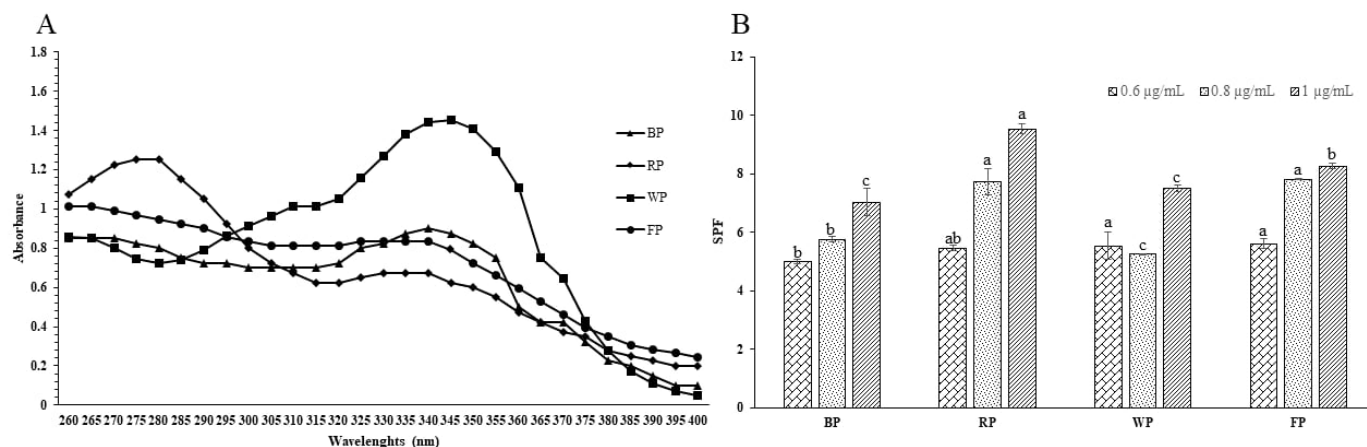 A
1.8
1.6
1.4
1.2
1
0.8
0.6
0.4
0.2
0
Absorbance
260 265 270 275 280 285 290 295 300 305 310 315 320 325 330 335 340 345 350 355 360 365 370 375 380 385 390 395 400
Wavelenghts (nm)
BP
RP
WP
FP
B
12
10
8
6
4
2
0
SPF
0.6 µg/mL 0.8 µg/mL 1 µg/mL
b b c
ab a a
a c c
a a b
BP RP WP FP